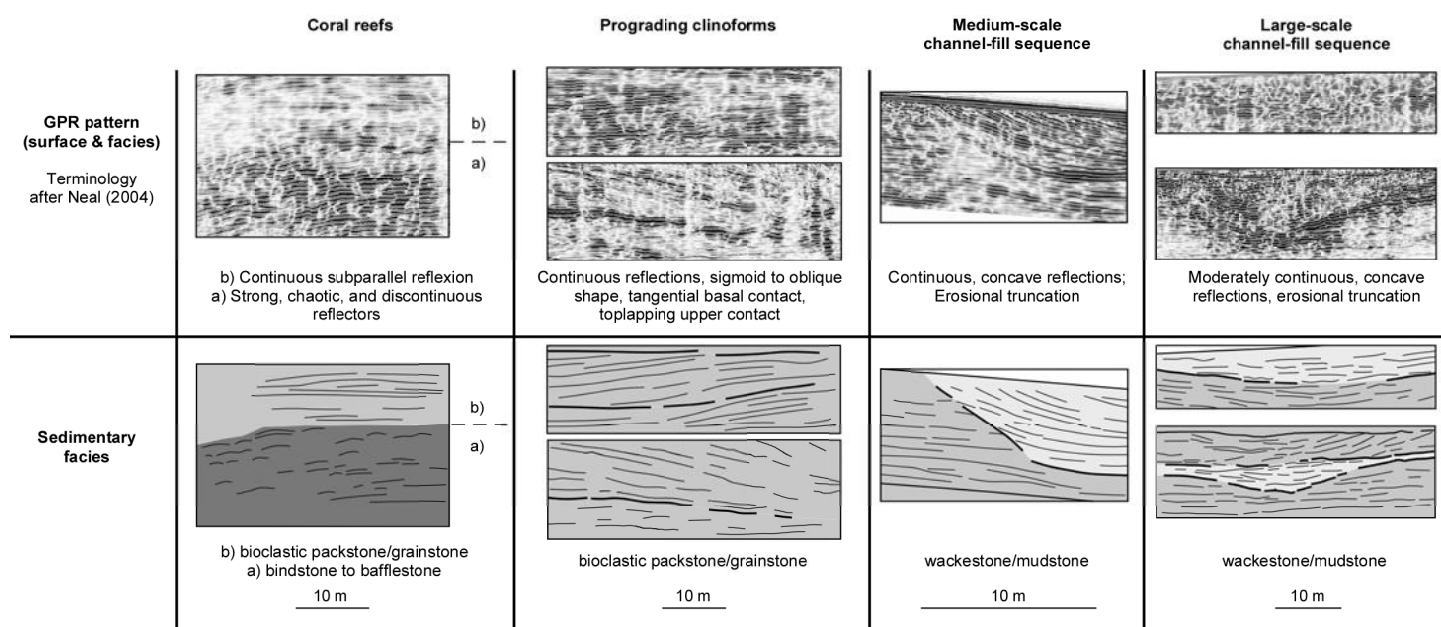 Coral reefs
Prograding clinoforms
Medium-scale
channel-fill sequence
Large-scale
channel-fill sequence
GPR pattern
(surface & facies)
Terminology
after Neal (2004)
b)
a)
b) Continuous subparallel reflexion
a) Strong, chaotic, and discontinuous
reflectors
Continuous reflections, sigmoid to oblique
shape, tangential basal contact,
toplapping upper contact
Continuous, concave reflections;
Erosional truncation
Moderately continuous, concave
reflections, erosional truncation
Sedimentary
facies
b)
a)
b) bioclastic packstone/grainstone
a) bindstone to bafflestone
bioclastic packstone/grainstone
wackestone/mudstone
wackestone/mudstone
10 m
10 m
10 m
10 m